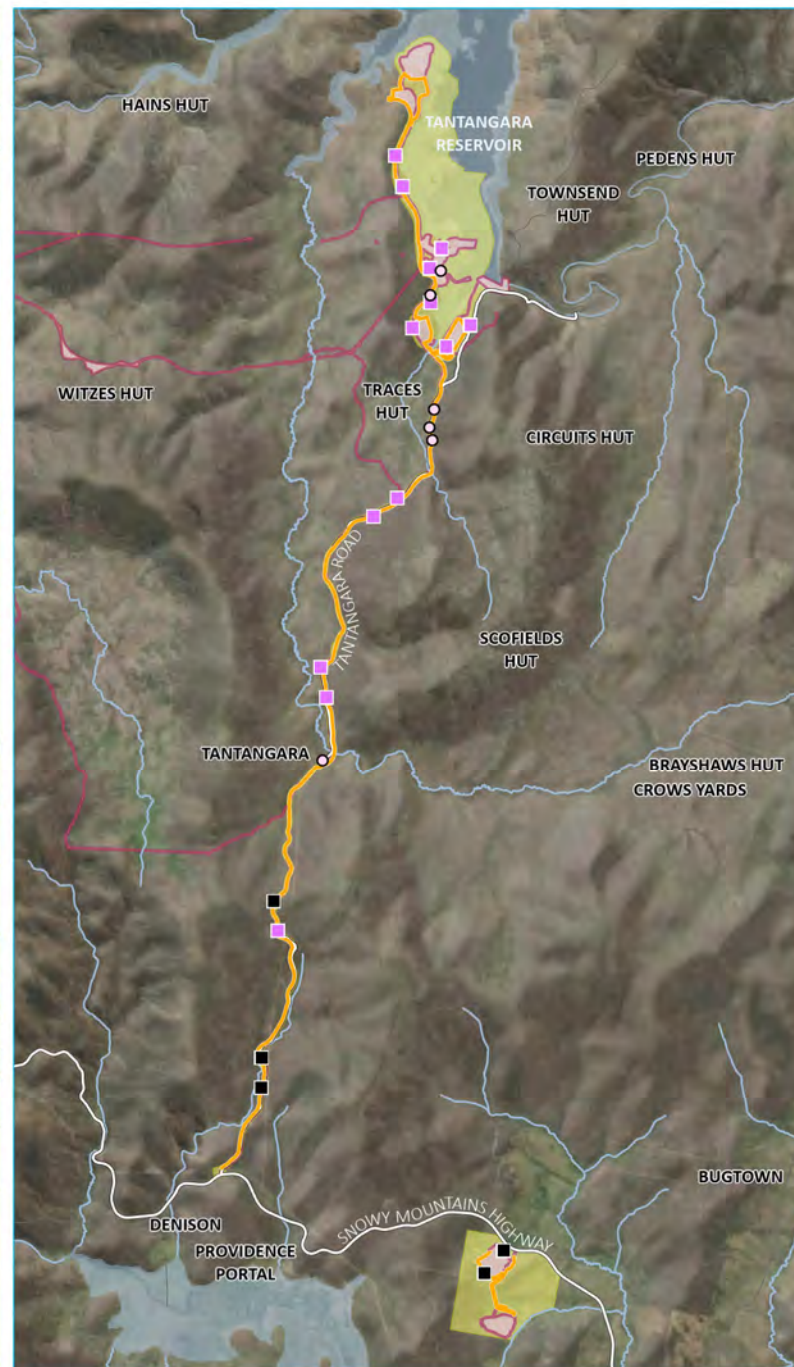 HAINS HUT
TANTANGARA
RESERVOIR
PEDENS HUT
TOWNSEND
HUT
WITZES HUT
TRACES
HUT
CIRCUITS HUT
TANTANGARA ROAD
SCOFIELDS
HUT
TANTANGARA
BRAYSHAWS HUT
CROWS YARDS
BUGTOWN
DENISON
SNOWY MOUNTAINS HIGHWAY
PROVIDENCE
PORTAL